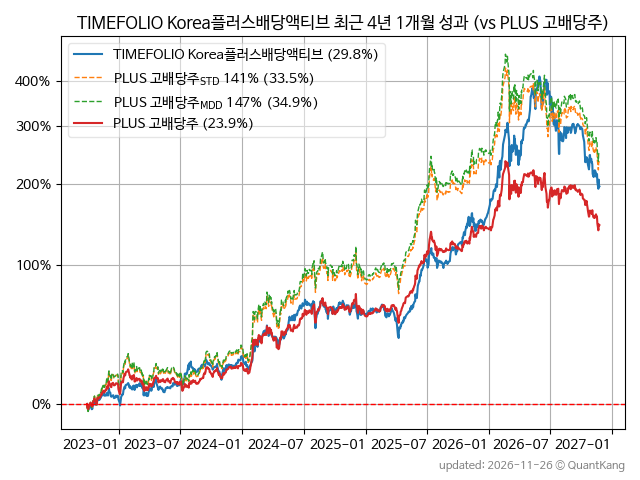 TIMEFOLIO Korea플러스배당액티브 최근 4년 1개월 성과 (vs PLUS 고배당주)
TIMEFOLIO Korea플러스배당액티브 (29.8%)
PLUS 고배당주STD 141% (33.5%)
PLUS 고배당주MDD 147% (34.9%)
PLUS 고배당주 (23.9%)
400%
300%
200%
100%
0%
2023-01 2023-07 2024-01 2024-07 2025-01 2025-07 2026-01 2026-07 2027-01
updated: 2026-11-26 © QuantKang